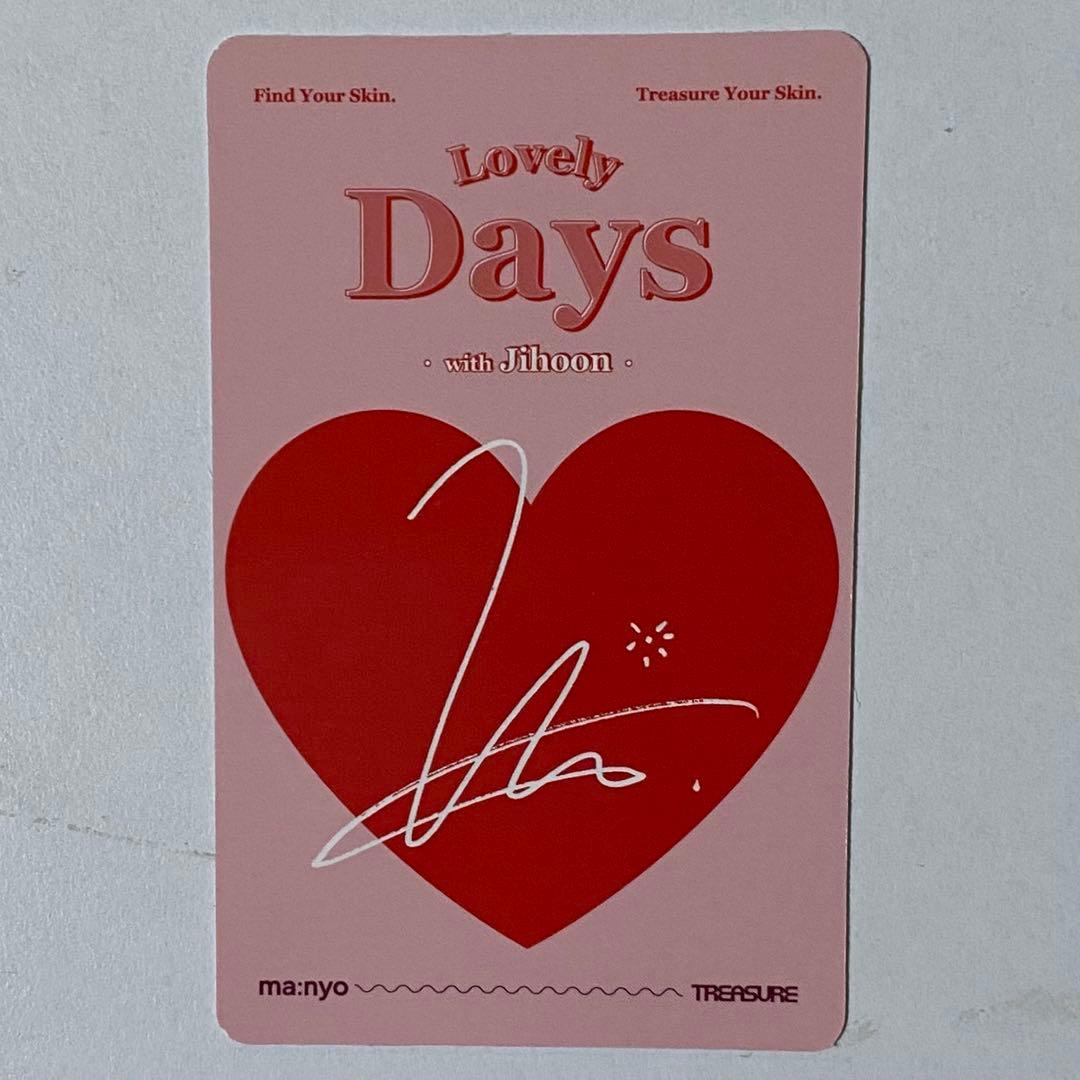 Find Your Skin.
Treasure Your Skin.
Lovely
Days
· with Jihoon ·
ma:nyo
TREASURE